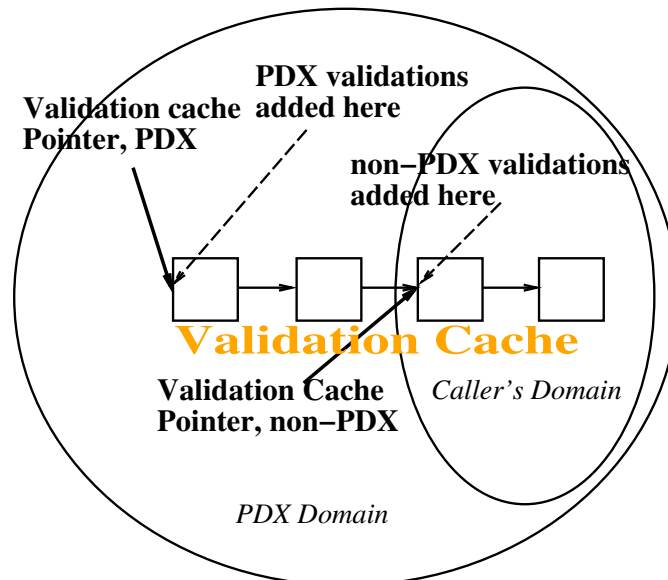 PDX validations
added here
Validation cache
Pointer, PDX
non−PDX validations
added here
Validation Cache
Validation Cache
Pointer, non−PDX
Caller's Domain
PDX Domain